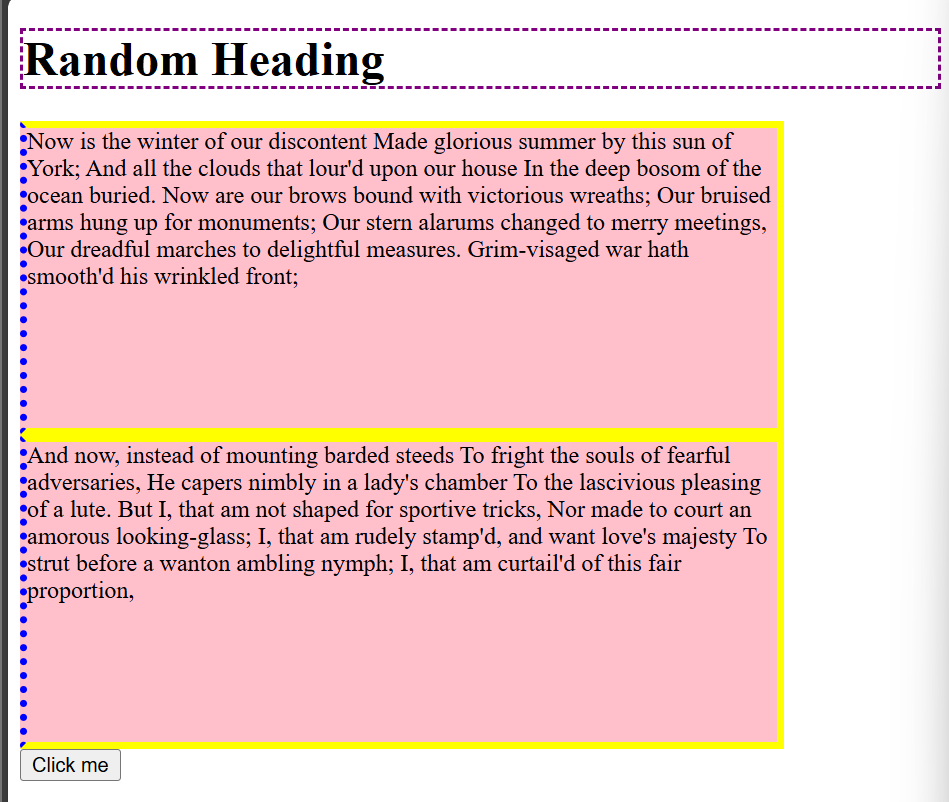 Random Heading
Now is the winter of our discontent Made glorious summer by this sun of
York; And all the clouds that lour'd upon our house In the deep bosom of the
ocean buried. Now are our brows bound with victorious wreaths; Our bruised
arms hung up for monuments; Our stern alarums changed to merry meetings,
Our dreadful marches to delightful measures. Grim-visaged war hath
smooth'd his wrinkled front;
And now, instead of mounting barded steeds To fright the souls of fearful
adversaries, He capers nimbly in a lady's chamber To the lascivious pleasing
of a lute. But I, that am not shaped for sportive tricks, Nor made to court an
amorous looking-glass; I, that am rudely stamp'd, and want love's majesty To
strut before a wanton ambling nymph; I, that am curtail'd of this fair
proportion,
Click me